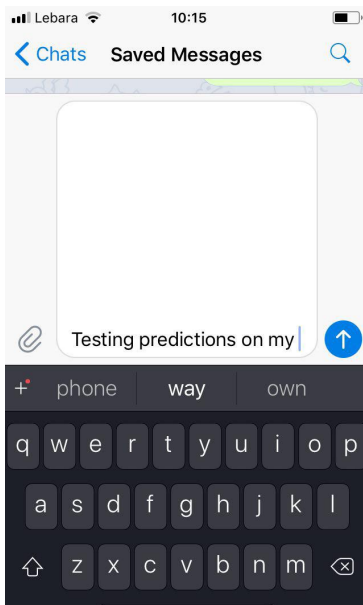 Lebara 10:15
Chats Saved Messages
Testing predictions on my
+ phone way own
q w e r t y u i o p
a s d f g h j k l
z x c v b n m